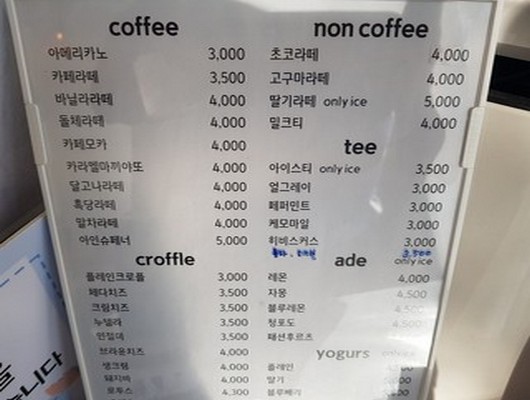 coffee
아메리카노 3,000
카페라떼 3,500
바닐라라떼 4,000
돌체라떼 4,000
카페모카 4,000
카라멜마끼아또 4,000
달고나라떼 4,000
흑당라떼 4,000
말차라떼 4,000
아인슈페너 5,000
croffle
플레인크로플 3,000
체다치즈 3,500
크림치즈 3,500
누텔라 3,500
인절미 3,500
브라운치즈 4,000
생크림 4,000
돼지바 4,000
로투스 4,300
non coffee
초코라떼 4,000
고구마라떼 4,000
딸기라떼 only ice 5,000
밀크티 4,000
tee
아이스티 only ice 3,500
얼그레이 3,000
페퍼민트 3,000
케모마일 3,000
히비스커스 3,000
3,500
ade only ice
레몬 4,000
자몽 4,500
블루레몬 4,500
청포도 4,500
패션후르츠
yogurs only ice
플레인
딸기
블루베리
습니다